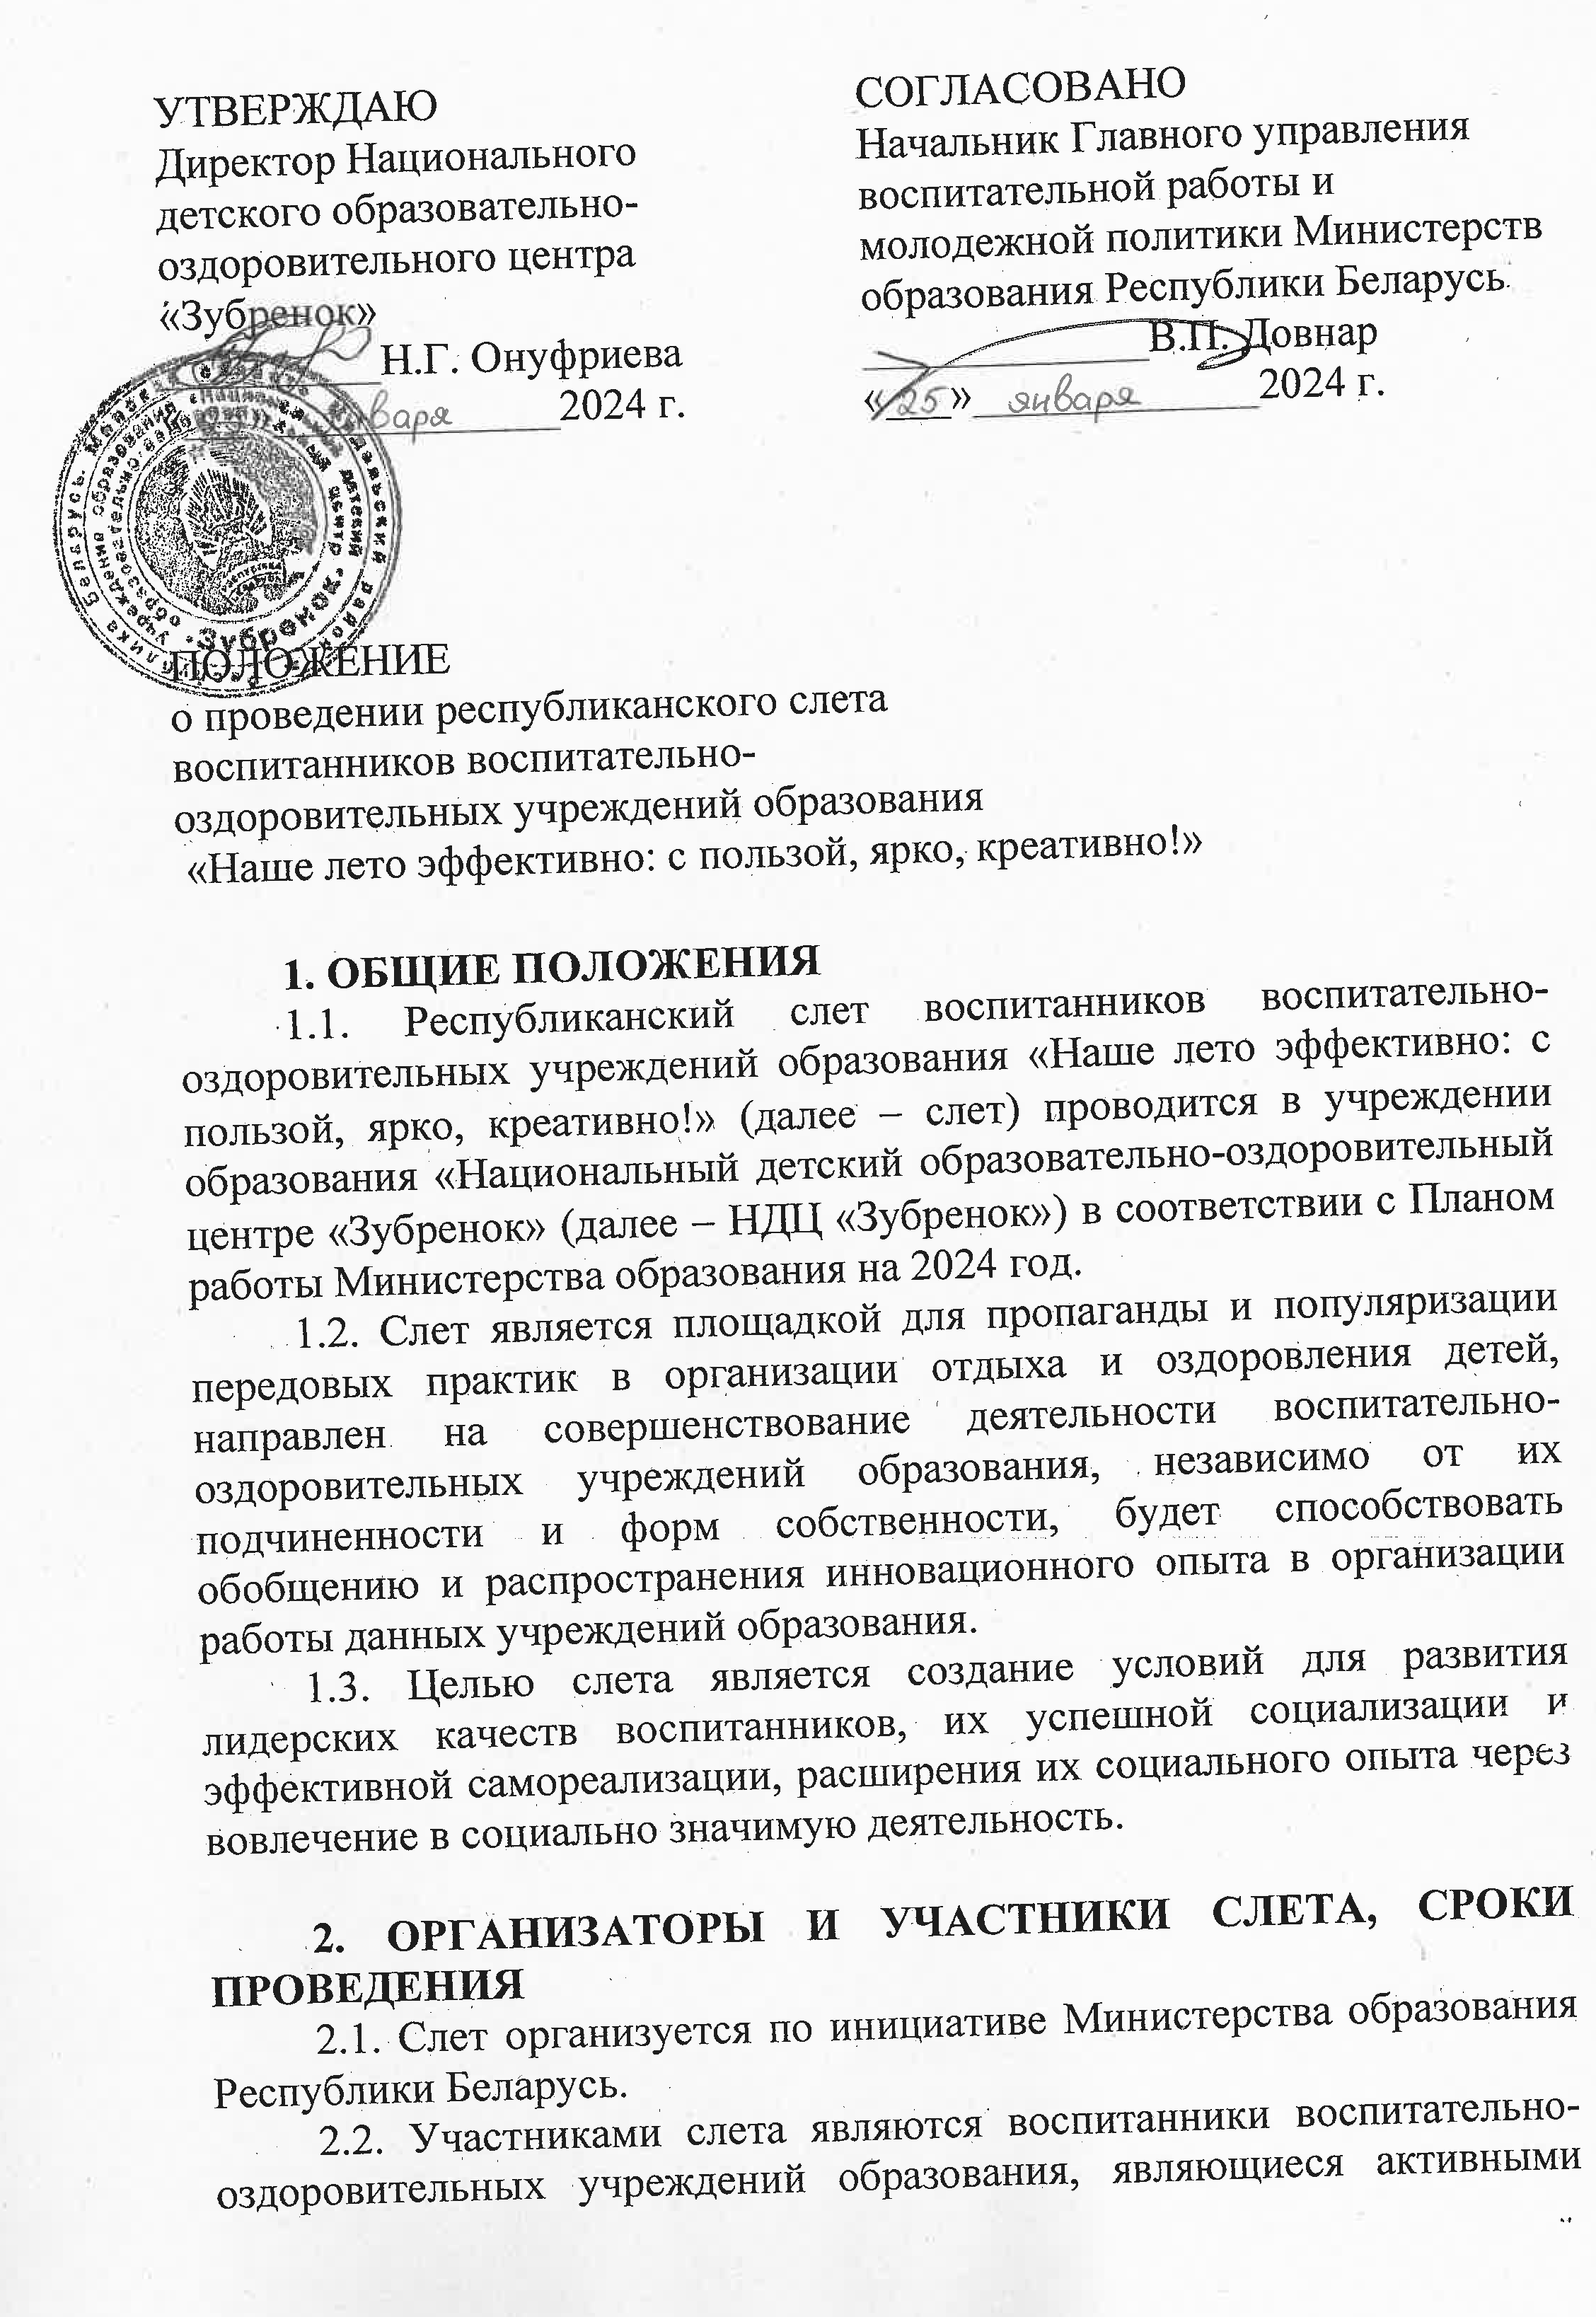 УТВЕРЖДАЮ
Директор Национального
детского образовательно-
оздоровительного центра
«Зубренок»
Н.Г. Онуфриева
января 2024 г.
СОГЛАСОВАНО
Начальник Главного управления
воспитательной работы и
молодежной политики Министерств
образования Республики Беларусь
В.П. Довнар
«25» января 2024 г.
ПОЛОЖЕНИЕ
о проведении республиканского слета
воспитанников воспитательно-
оздоровительных учреждений образования
«Наше лето эффективно: с пользой, ярко, креативно!»
1. ОБЩИЕ ПОЛОЖЕНИЯ
1.1. Республиканский слет воспитанников воспитательно-
оздоровительных учреждений образования «Наше лето эффективно: с
пользой, ярко, креативно!» (далее – слет) проводится в учреждении
образования «Национальный детский образовательно-оздоровительный
центре «Зубренок» (далее – НДЦ «Зубренок») в соответствии с Планом
работы Министерства образования на 2024 год.
1.2. Слет является площадкой для пропаганды и популяризации
передовых практик в организации отдыха и оздоровления детей,
направлен на совершенствование деятельности воспитательно-
оздоровительных учреждений образования, независимо от их
подчиненности и форм собственности, будет способствовать
обобщению и распространения инновационного опыта в организации
работы данных учреждений образования.
1.3. Целью слета является создание условий для развития
лидерских качеств воспитанников, их успешной социализации и
эффективной самореализации, расширения их социального опыта через
вовлечение в социально значимую деятельность.
2. ОРГАНИЗАТОРЫ И УЧАСТНИКИ СЛЕТА, СРОКИ
ПРОВЕДЕНИЯ
2.1. Слет организуется по инициативе Министерства образования
Республики Беларусь.
2.2. Участниками слета являются воспитанники воспитательно-
оздоровительных учреждений образования, являющиеся активными